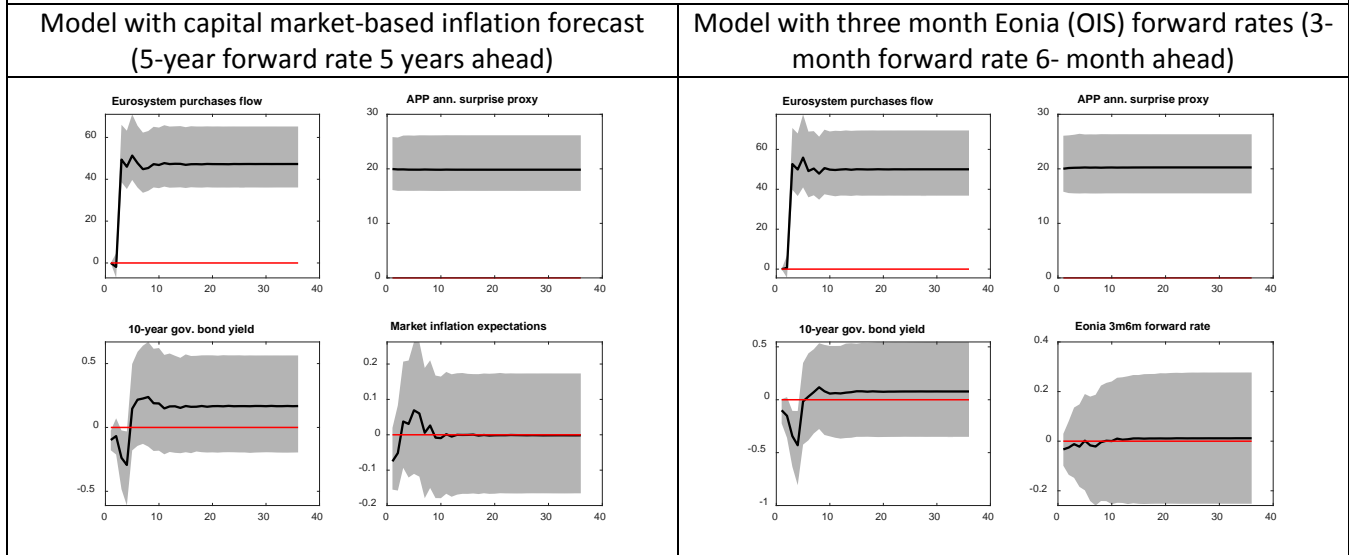 Model with capital market-based inflation forecast
(5-year forward rate 5 years ahead)
Model with three month Eonia (OIS) forward rates (3-
month forward rate 6- month ahead)
Eurosystem purchases flow
60
40
20
0
0 10 20 30 40
APP ann. surprise proxy
30
20
10
0
0 10 20 30 40
10-year gov. bond yield
0.5
0
-0.5
0 10 20 30 40
Market inflation expectations
0.2
0.1
0
-0.1
-0.2
0 10 20 30 40
Eurosystem purchases flow
60
40
20
0
0 10 20 30 40
APP ann. surprise proxy
30
20
10
0
0 10 20 30 40
10-year gov. bond yield
0.5
0
-0.5
-1
0 10 20 30 40
Eonia 3m6m forward rate
0.4
0.2
0
-0.2
0 10 20 30 40